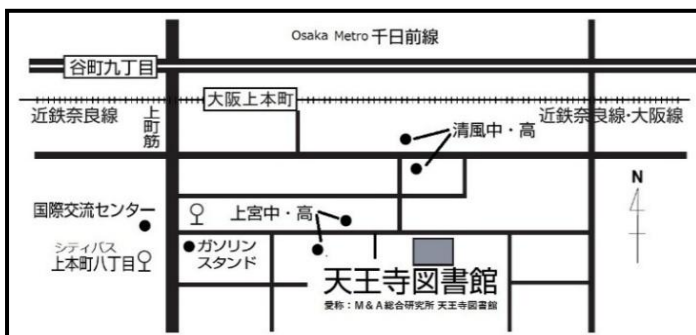 Osaka Metro 千日前線
谷町九丁目
大阪上本町
近鉄奈良線
上町筋
清風中・高
近鉄奈良線・大阪線
N
国際交流センター
上宮中・高
シティバス
上本町八丁目
ガソリン
スタンド
天王寺図書館
愛称：M＆A総合研究所 天王寺図書館